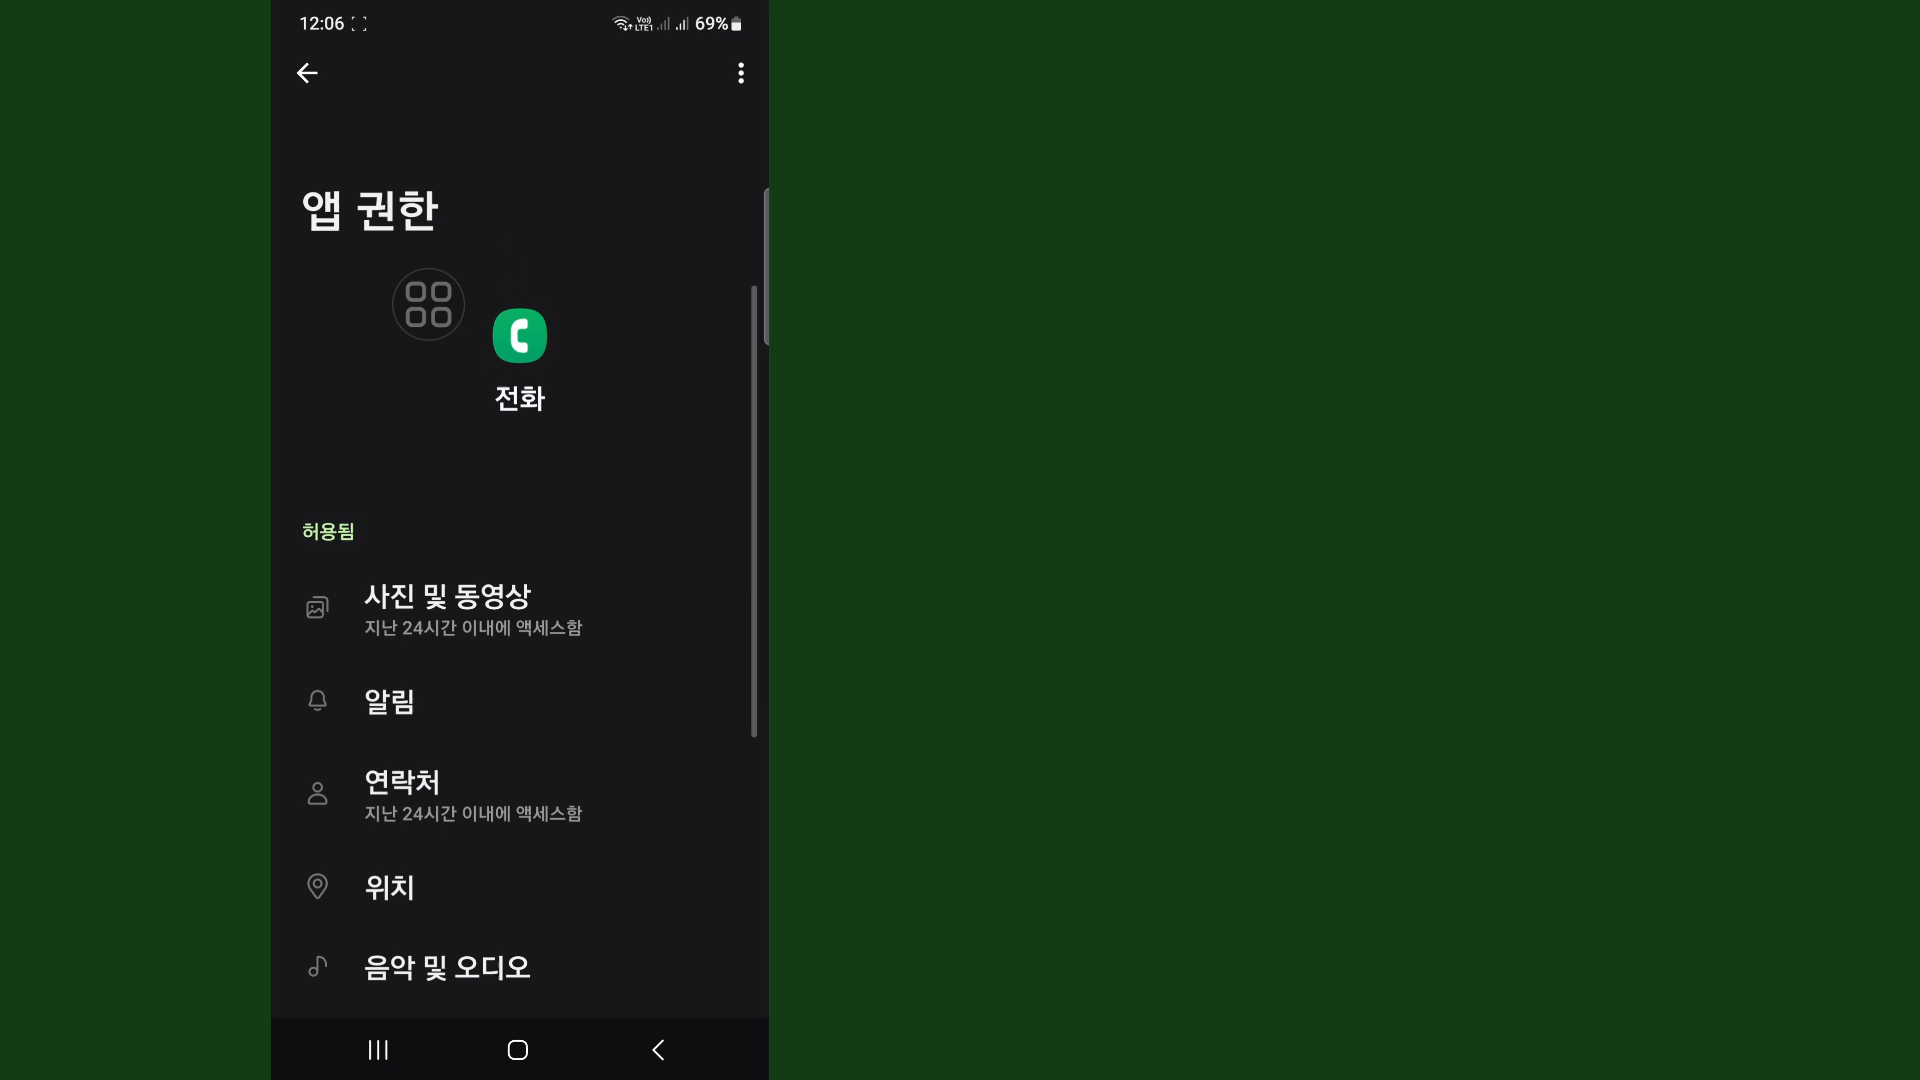 12:06
Vo)) LTE1 69%
앱 권한
전화
허용됨
사진 및 동영상
지난 24시간 이내에 액세스함
알림
연락처
지난 24시간 이내에 액세스함
위치
음악 및 오디오